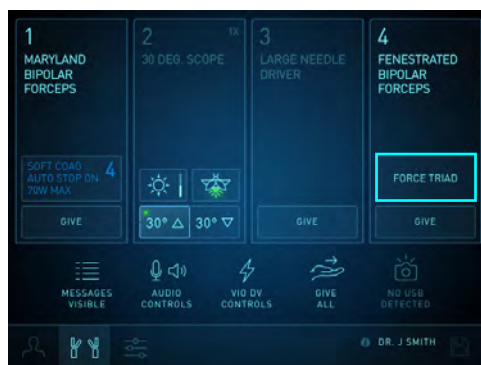 1
MARYLAND
BIPOLAR
FORCEPS
SOFT COAG
AUTO STOP ON
70W MAX
4
GIVE
2
1X
30 DEG. SCOPE
30°
30°
3
LARGE NEEDLE
DRIVER
GIVE
4
FENESTRATED
BIPOLAR
FORCEPS
FORCE TRIAD
GIVE
MESSAGES
VISIBLE
AUDIO
CONTROLS
VIO DV
CONTROLS
GIVE
ALL
NO USB
DETECTED
DR. J SMITH